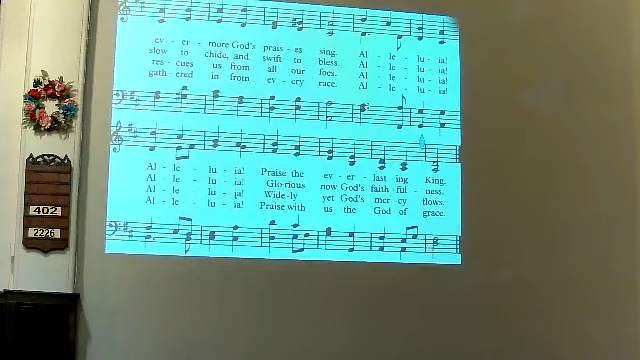 ev - er - more God's prais - es sing. Al - le - lu - ia!
slow to chide, and swift to bless. Al - le - lu - ia!
res - cues us from all our foes. Al - le - lu - ia!
gath - ered in from ev - ery race. Al - le - lu - ia!
Al - le - lu - ia! Praise the ev - er - last - ing King.
Al - le - lu - ia! Glo - rious now God's faith - ful - ness.
Al - le - lu - ia! Wide - ly yet God's mer - cy flows.
Al - le - lu - ia! Praise with us the God of grace.
402
2226